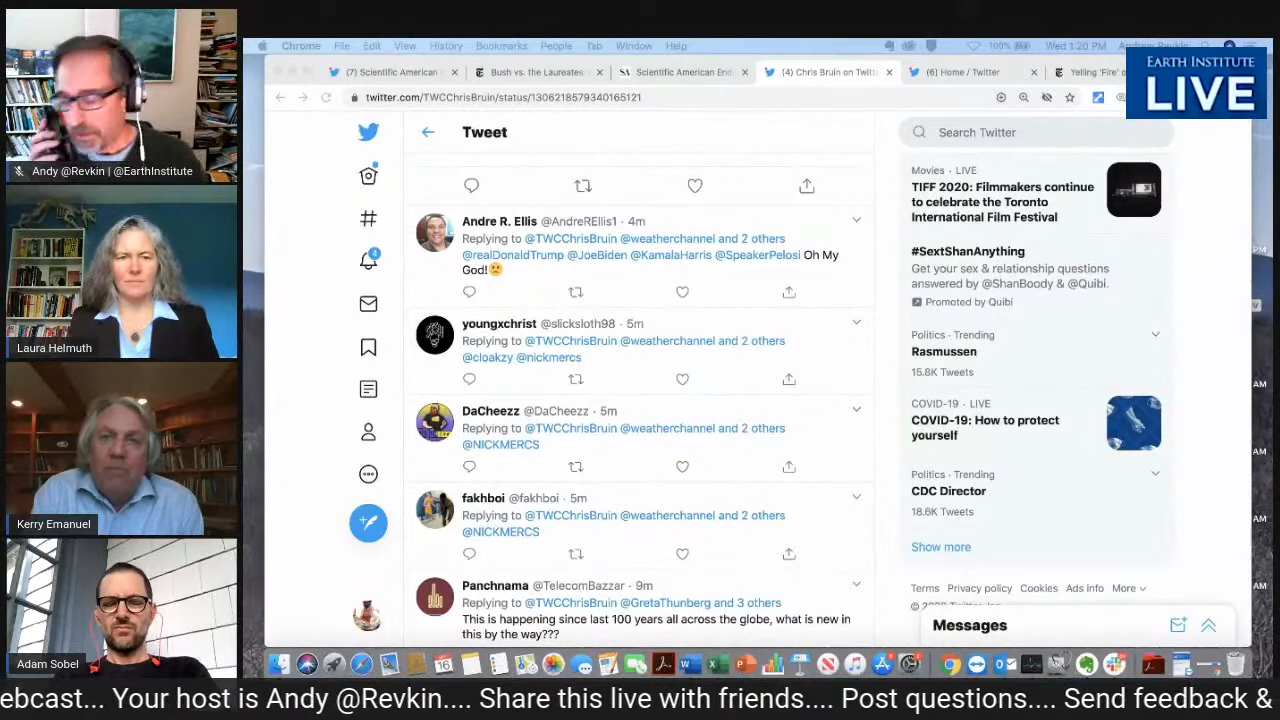 Chrome File Edit View History Bookmarks People Tab Window Help
100%
Wed 1:20 PM Andrew Revkin
(7) Scientific American
Bush vs. the Laureates
Scientific American End
(4) Chris Bruin on Twitt
Home / Twitter
Yelling 'Fire' o
EARTH INSTITUTE
LIVE
twitter.com/TWCChrisBruin/status/1306218579340165121
Andy @Revkin | @EarthInstitute
Laura Helmuth
Kerry Emanuel
Adam Sobel
4
Tweet
Andre R. Ellis @AndreREllis1 · 4m
Replying to @TWCChrisBruin @weatherchannel and 2 others
@realDonaldTrump @JoeBiden @KamalaHarris @SpeakerPelosi Oh My
God!
youngxchrist @slicksloth98 · 5m
Replying to @TWCChrisBruin @weatherchannel and 2 others
@cloakzy @nickmercs
DaCheezz @DaCheezz · 5m
Replying to @TWCChrisBruin @weatherchannel and 2 others
@NICKMERCS
fakhboi @fakhboi · 5m
Replying to @TWCChrisBruin @weatherchannel and 2 others
@NICKMERCS
Panchnama @TelecomBazzar · 9m
Replying to @TWCChrisBruin @GretaThunberg and 3 others
This is happening since last 100 years all across the globe, what is new in
this by the way???
Search Twitter
Movies · LIVE
TIFF 2020: Filmmakers continue
to celebrate the Toronto
International Film Festival
#SextShanAnything
Get your sex & relationship questions
answered by @ShanBoody & @Quibi.
Promoted by Quibi
Politics · Trending
Rasmussen
15.8K Tweets
COVID-19 · LIVE
COVID-19: How to protect
yourself
Politics · Trending
CDC Director
18.6K Tweets
Show more
Terms Privacy policy Cookies Ads info More
Messages
PM
AM
AM
AM
AM
16
ebcast... Your host is Andy @Revkin.... Share this live with friends.... Post questions.... Send feedback &